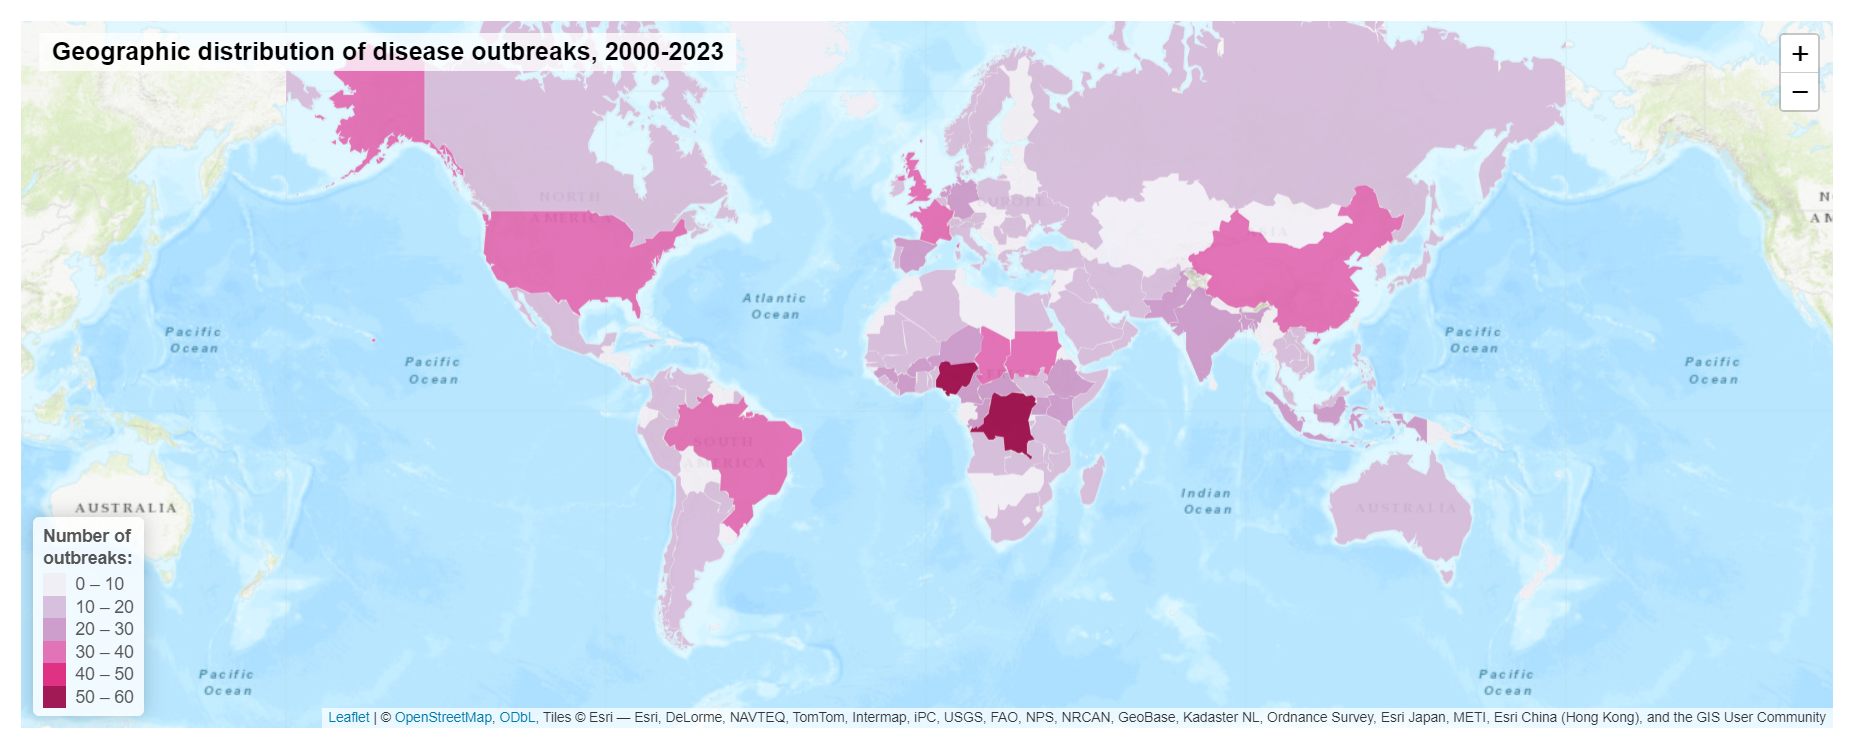 Geographic distribution of disease outbreaks, 2000-2023
+
−
NORTH
AMERICA
EUROPE
ASIA
Atlantic
Ocean
Pacific
Ocean
Pacific
Ocean
Pacific
Ocean
Pacific
Ocean
AFRICA
SOUTH
AMERICA
Indian
Ocean
AUSTRALIA
AUSTRALIA
Pacific
Ocean
Pacific
Ocean
Number of
outbreaks:
0 – 10
10 – 20
20 – 30
30 – 40
40 – 50
50 – 60
Leaflet | © OpenStreetMap, ODbL, Tiles © Esri — Esri, DeLorme, NAVTEQ, TomTom, Intermap, iPC, USGS, FAO, NPS, NRCAN, GeoBase, Kadaster NL, Ordnance Survey, Esri Japan, METI, Esri China (Hong Kong), and the GIS User Community